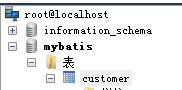 root@localhost
information_schema
mybatis
表
customer